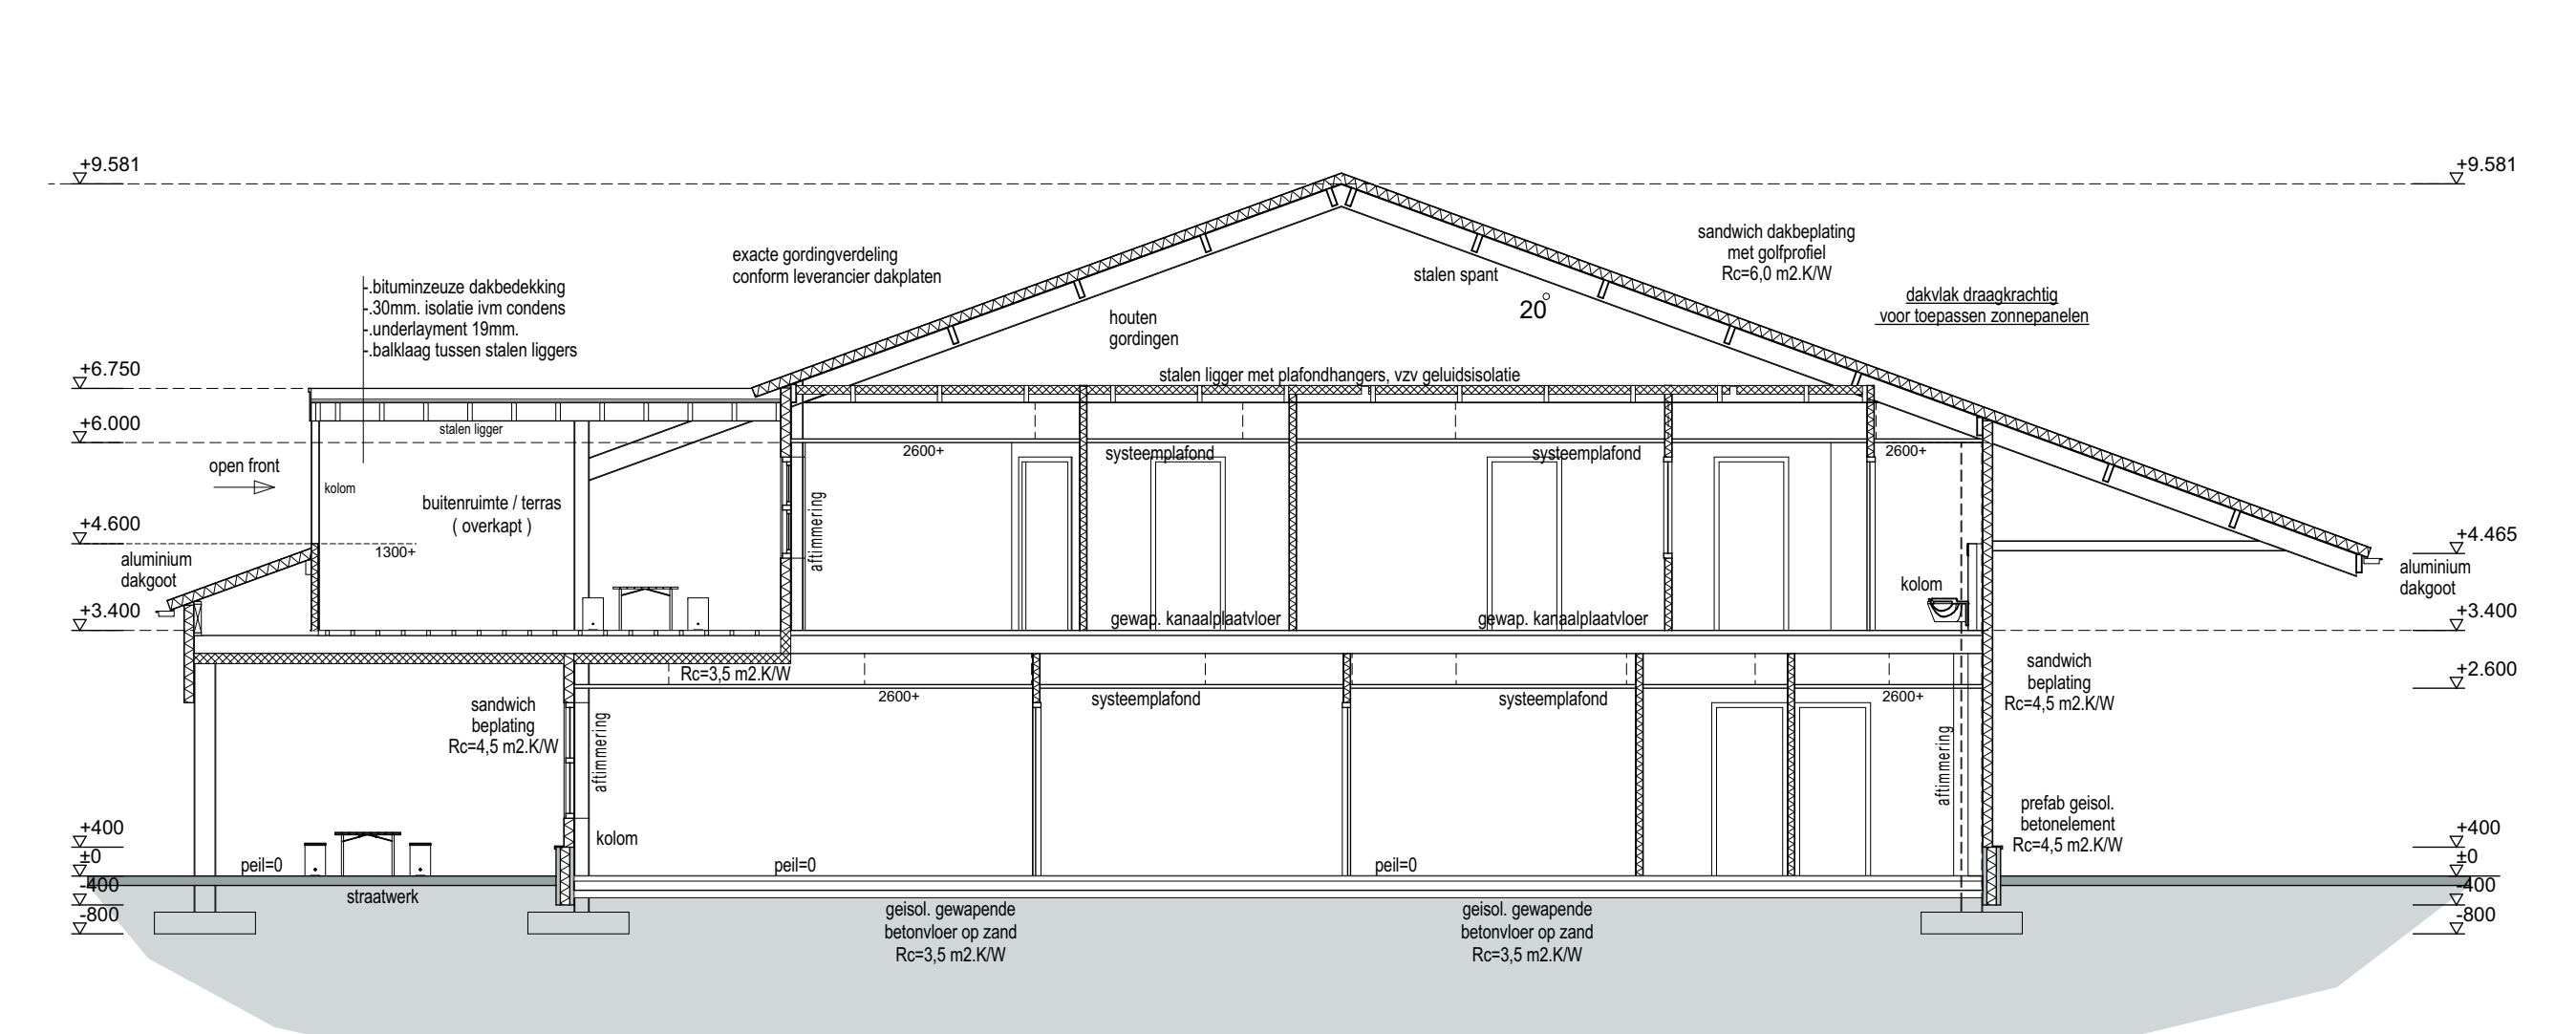 +9.581
+9.581
sandwich dakbeplating
met golfprofiel
Rc=6,0 m2.K/W
exacte gordingverdeling
conform leverancier dakplaten
stalen spant
-.bituminzeuze dakbedekking
-.30mm. isolatie ivm condens
-.underlayment 19mm.
-.balklaag tussen stalen liggers
20°
dakvlak draagkrachtig
voor toepassen zonnepanelen
houten
gordingen
+6.750
stalen ligger met plafondhangers, vzv geluidsisolatie
+6.000
stalen ligger
2600+
systeemplafond
systeemplafond
2600+
open front
kolom
buitenruimte / terras
( overkapt )
aftimmering
+4.600
1300+
+4.465
aluminium
dakgoot
aluminium
dakgoot
kolom
+3.400
gewap. kanaalplaatvloer
gewap. kanaalplaatvloer
+3.400
Rc=3,5 m2.K/W
sandwich
beplating
Rc=4,5 m2.K/W
+2.600
2600+
systeemplafond
systeemplafond
2600+
sandwich
beplating
Rc=4,5 m2.K/W
aftimmering
aftimmering
prefab geisol.
betonelement
Rc=4,5 m2.K/W
+400
kolom
+400
±0
peil=0
peil=0
peil=0
±0
-400
straatwerk
-400
-800
-800
geisol. gewapende
betonvloer op zand
Rc=3,5 m2.K/W
geisol. gewapende
betonvloer op zand
Rc=3,5 m2.K/W